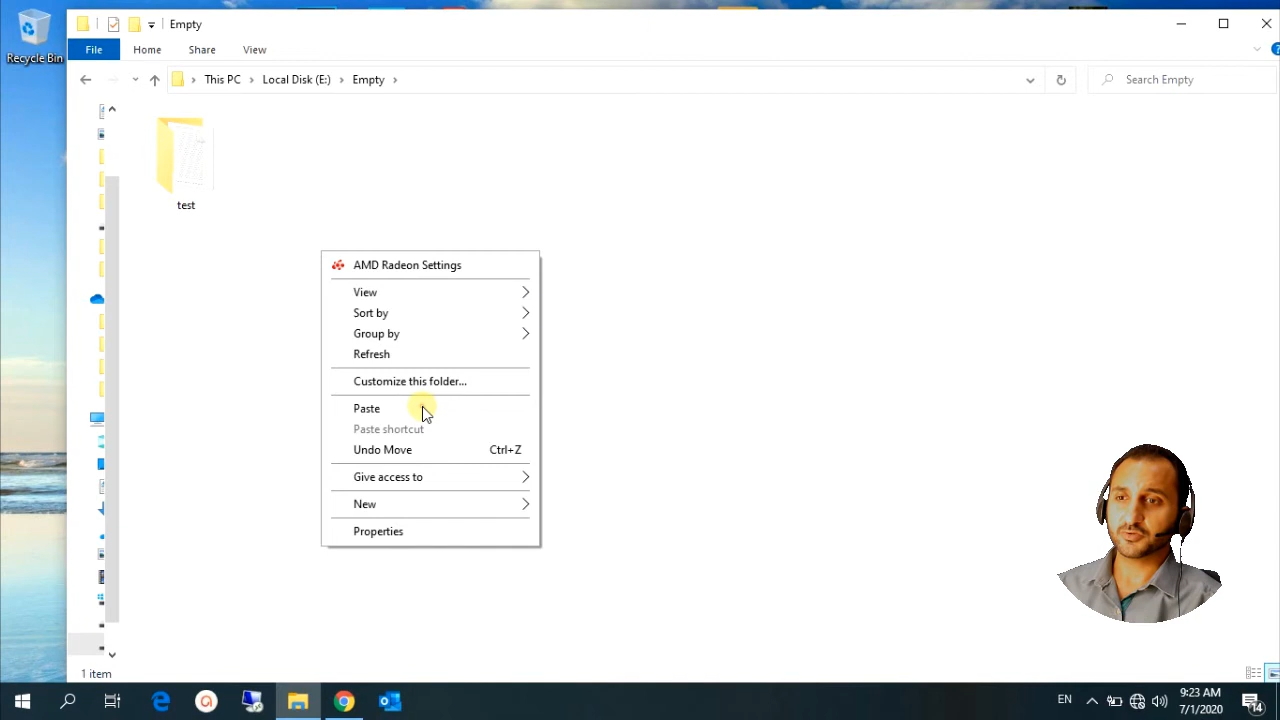 Recycle Bin
Empty
File Home Share View
This PC Local Disk (E:) Empty
Search Empty
test
AMD Radeon Settings
View
Sort by
Group by
Refresh
Customize this folder...
Paste
Paste shortcut
Undo Move Ctrl+Z
Give access to
New
Properties
1 item
EN
9:23 AM
7/1/2020
14